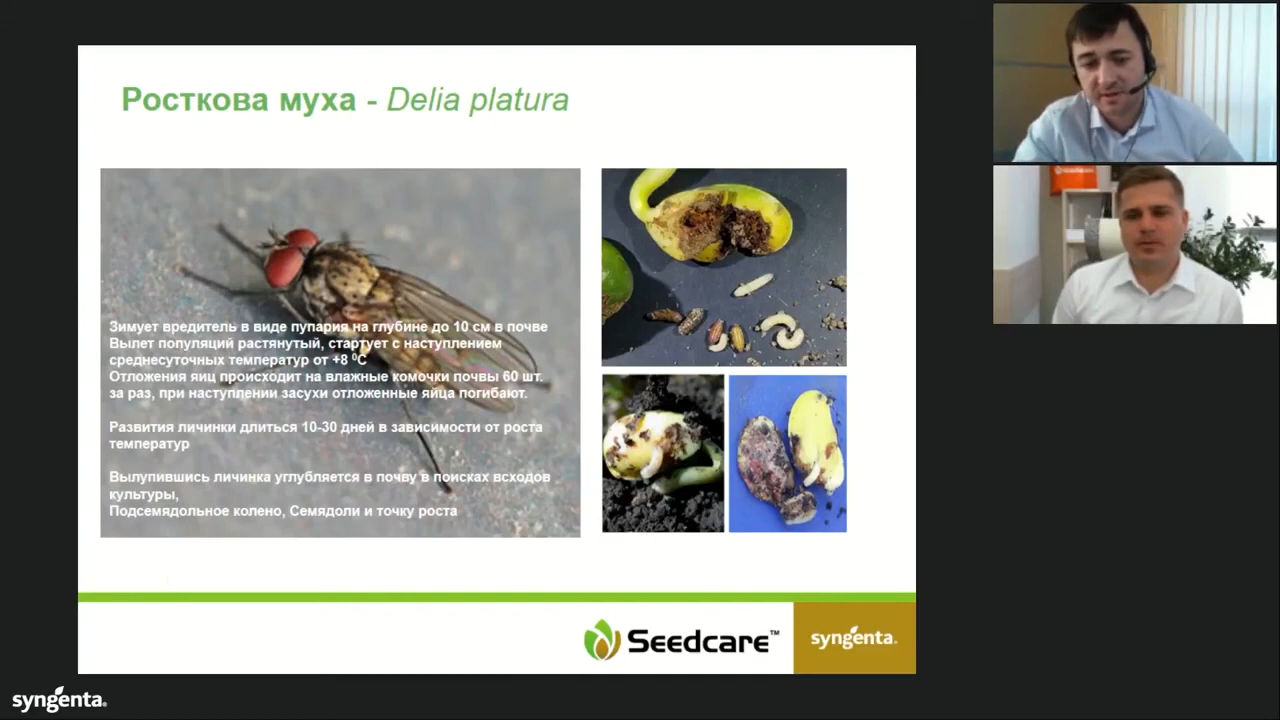 Росткова муха - Delia platura
Зимует вредитель в виде пупария на глубине до 10 см в почве
Вылет популяций растянутый, стартует с наступлением
среднесуточных температур от +8 ⁰С
Отложения яиц происходит на влажные комочки почвы 60 шт.
за раз, при наступлении засухи отложенные яйца погибают.
Развития личинки длиться 10-30 дней в зависимости от роста
температур
Вылупившись личинка углубляется в почву в поисках всходов
культуры,
Подсемядольное колено, Семядоли и точку роста
Seedcare™
syngenta.
syngenta.